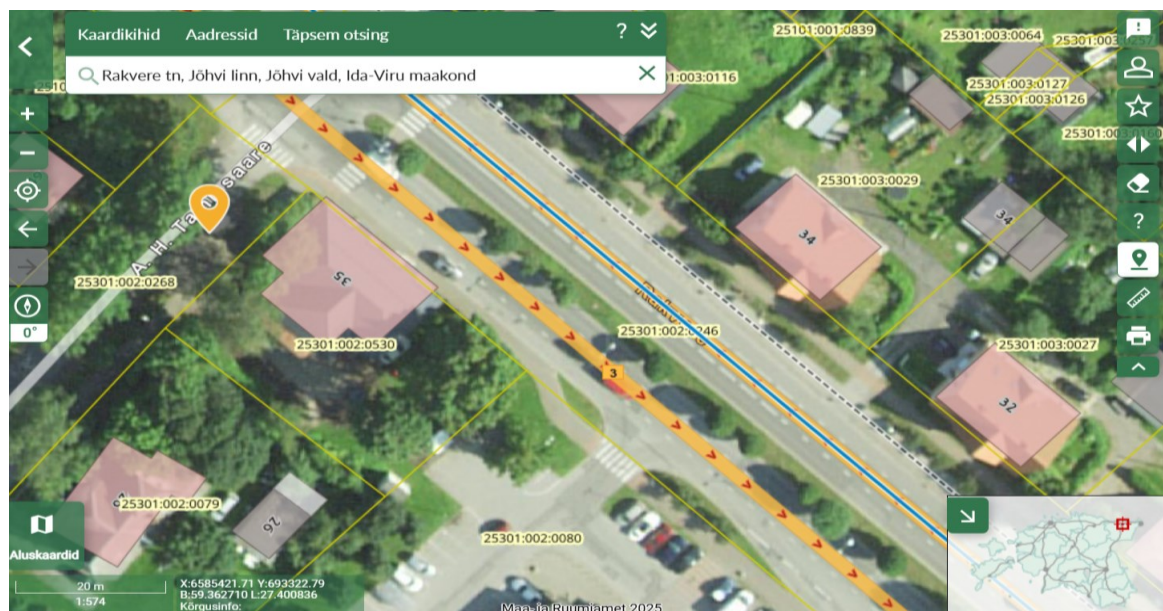 Kaardikihid Aadressid Täpsem otsing ?
Rakvere tn, Jõhvi linn, Jõhvi vald, Ida-Viru maakond
25101:001:0839
25301:003:0064
1:003:0116
25301:003:0127
25301:003:0126
A. H. Ta saare
25301:003:0029
34
34
25301:002:0268
35
?
0°
25301:002:0530
25301:002:0246
25301:003:0027
3
32
25301:002:0079
26
25301:002:0080
Aluskaardid
20 m
1:574
X:6585421.71 Y:693322.79
B:59.362710 L:27.400836
Kõrgusinfo:
Maa-ja Ruumiamet 2025